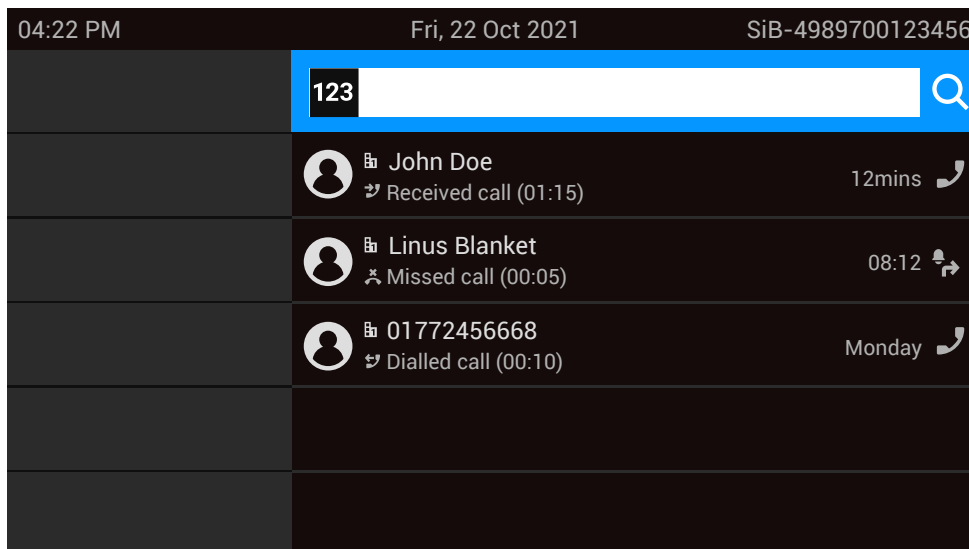 04:22 PM Fri, 22 Oct 2021 SiB-4989700123456
123
John Doe
Received call (01:15) 12mins
Linus Blanket
Missed call (00:05) 08:12
01772456668
Dialled call (00:10) Monday